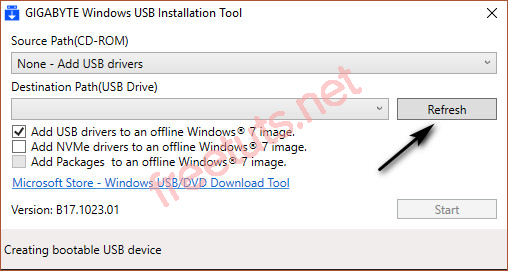 GIGABYTE Windows USB Installation Tool
Source Path(CD-ROM)
None - Add USB drivers
Destination Path(USB Drive)
Refresh
Add USB drivers to an offline Windows® 7 image.
Add NVMe drivers to an offline Windows® 7 image.
Add Packages to an offline Windows® 7 image.
Microsoft Store - Windows USB/DVD Download Tool
Version: B17.1023.01
Start
Creating bootable USB device
freetuts.net